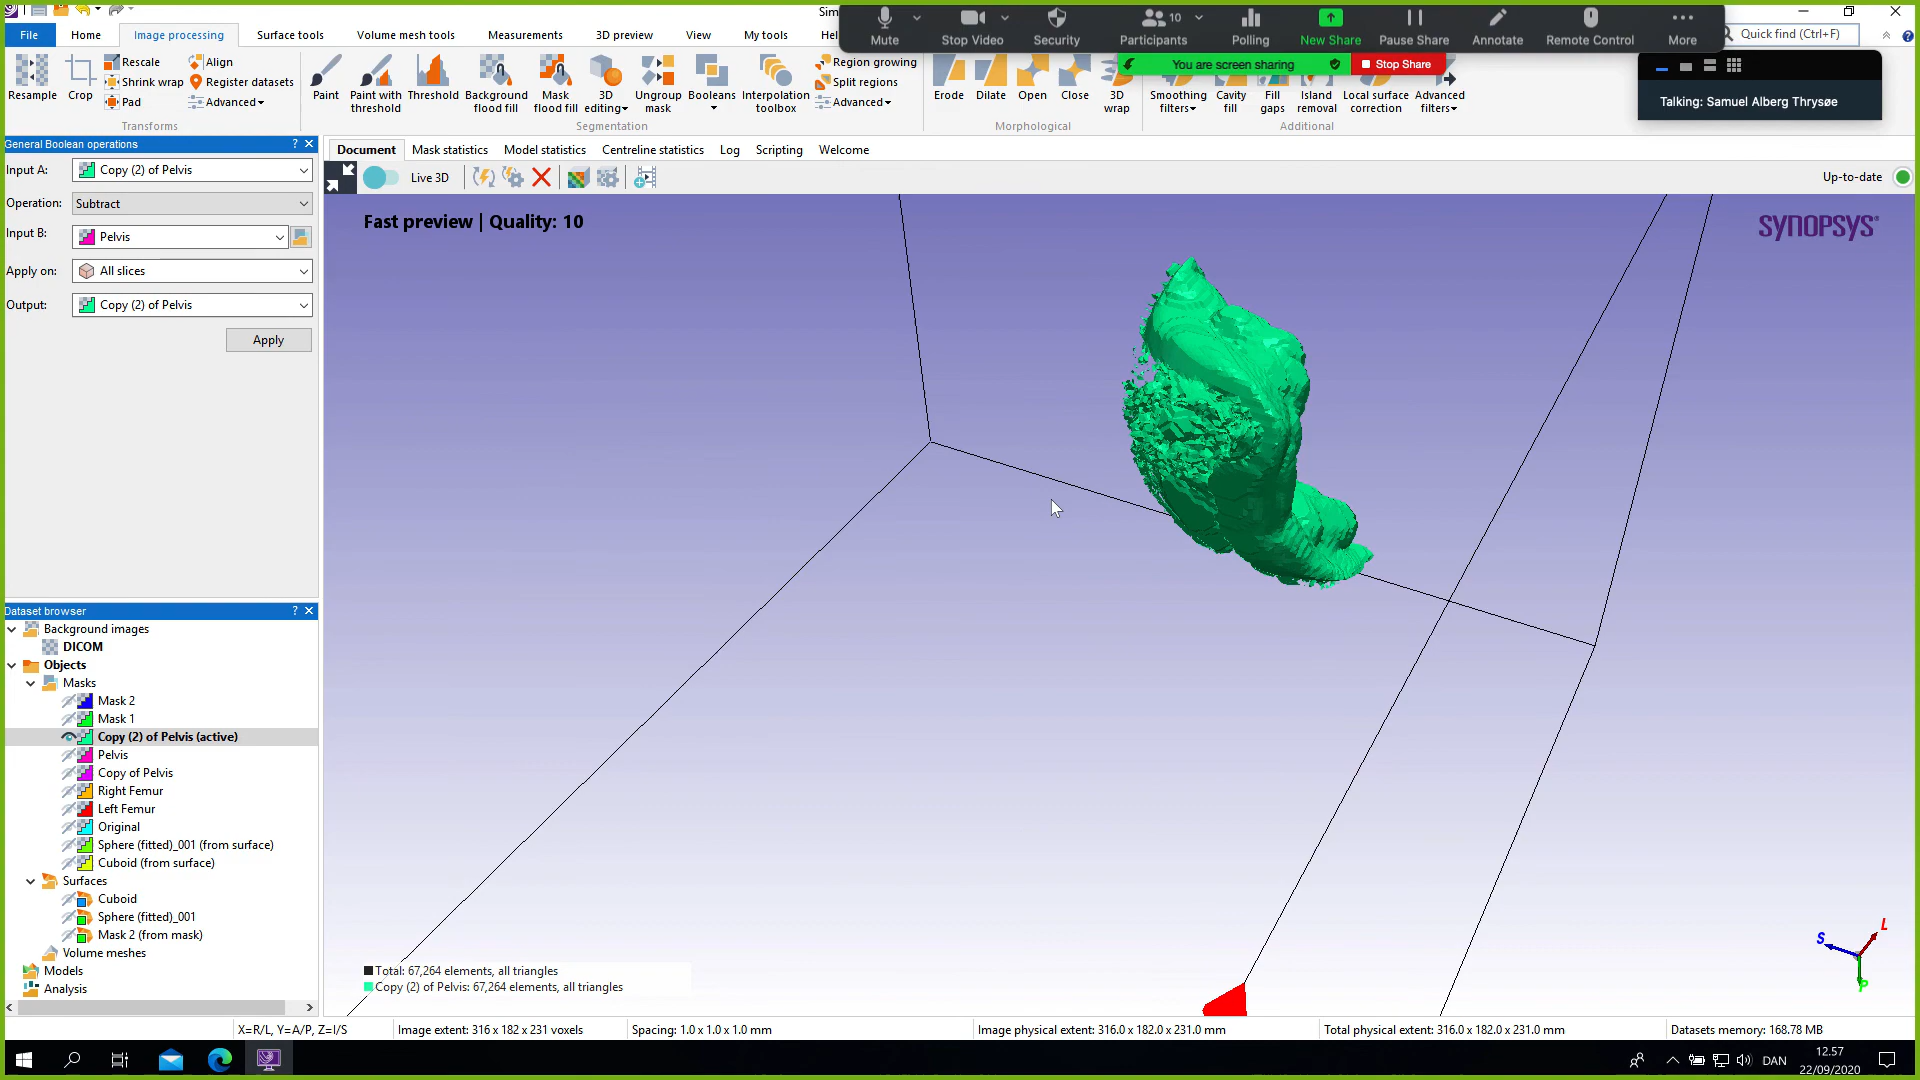 Sim
Mute
Stop Video
Security
10
Participants
Polling
New Share
Pause Share
Annotate
Remote Control
More
File
Home
Image processing
Surface tools
Volume mesh tools
Measurements
3D preview
View
My tools
Hel
Quick find (Ctrl+F)
You are screen sharing
Stop Share
Talking: Samuel Alberg Thrysøe
Resample
Crop
Rescale
Shrink wrap
Pad
Align
Register datasets
Advanced
Transforms
Paint
Paint with threshold
Threshold
Background flood fill
Mask flood fill
3D editing
Ungroup mask
Booleans
Interpolation toolbox
Region growing
Split regions
Advanced
Segmentation
Erode
Dilate
Open
Close
3D wrap
Morphological
Smoothing filters
Cavity fill
Fill gaps
Island removal
Local surface correction
Advanced filters
Additional
General Boolean operations
? 
Input A:
Copy (2) of Pelvis
Operation:
Subtract
Input B:
Pelvis
Apply on:
All slices
Output:
Copy (2) of Pelvis
Apply
Document
Mask statistics
Model statistics
Centreline statistics
Log
Scripting
Welcome
Live 3D
Up-to-date
Fast preview | Quality: 10
SYNOPSYS
Dataset browser
?
Background images
DICOM
Objects
Masks
Mask 2
Mask 1
Copy (2) of Pelvis (active)
Pelvis
Copy of Pelvis
Right Femur
Left Femur
Original
Sphere (fitted)_001 (from surface)
Cuboid (from surface)
Surfaces
Cuboid
Sphere (fitted)_001
Mask 2 (from mask)
Volume meshes
Models
Analysis
Total: 67,264 elements, all triangles
Copy (2) of Pelvis: 67,264 elements, all triangles
L
S
P
X=R/L, Y=A/P, Z=I/S
Image extent: 316 x 182 x 231 voxels
Spacing: 1.0 x 1.0 x 1.0 mm
Image physical extent: 316.0 x 182.0 x 231.0 mm
Total physical extent: 316.0 x 182.0 x 231.0 mm
Datasets memory: 168.78 MB
DAN
12.57
22/09/2020